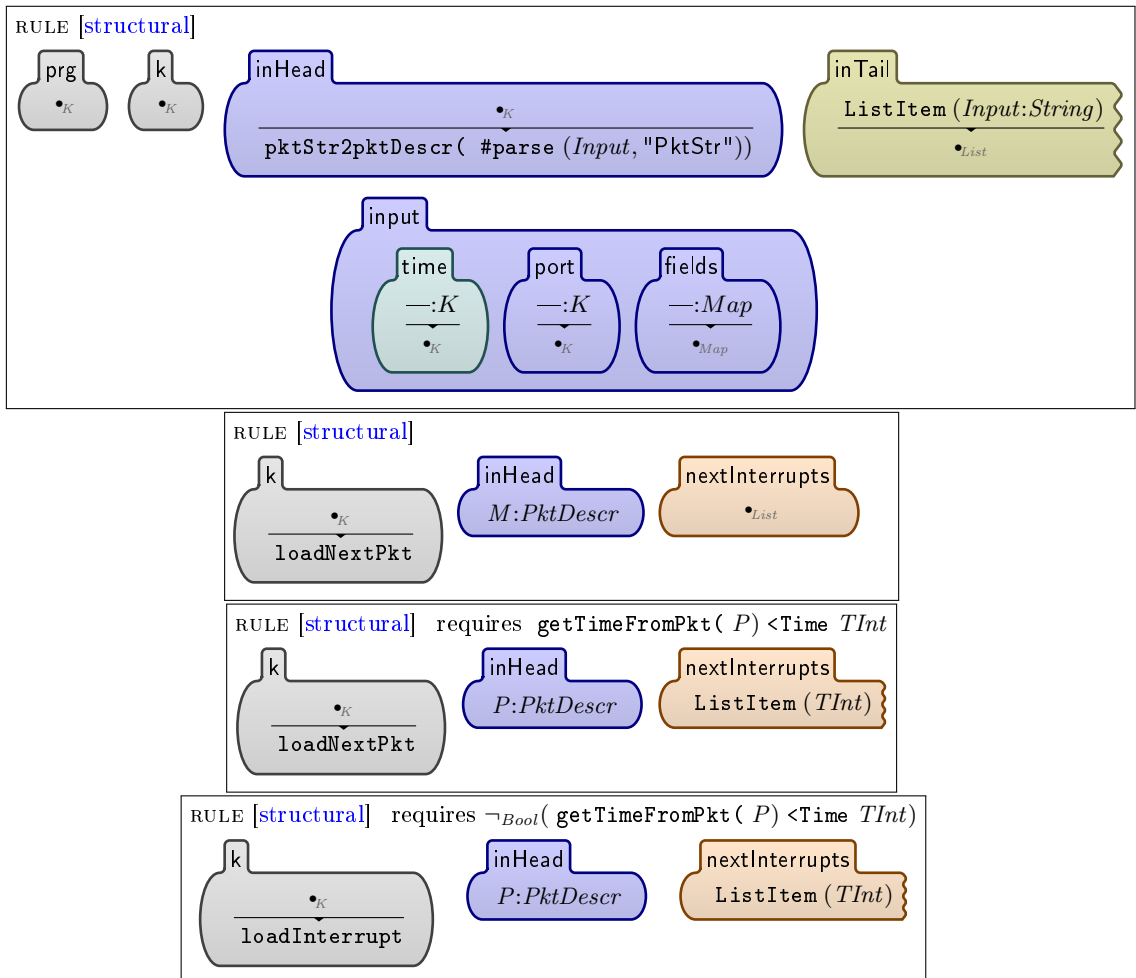 RULE [structural]
prg k inHead inTail
•K •K •K ListItem (Input:String)
pktStr2pktDescr( #parse (Input, "PktStr")) •List
input
time port fields
—:K —:K —:Map
•K •K •Map
RULE [structural]
k inHead nextInterrupts
•K M:PktDescr •List
loadNextPkt
RULE [structural] requires getTimeFromPkt( P) <Time TInt
k inHead nextInterrupts
•K P:PktDescr ListItem (TInt)
loadNextPkt
RULE [structural] requires ¬Bool( getTimeFromPkt( P) <Time TInt)
k inHead nextInterrupts
•K P:PktDescr ListItem (TInt)
loadInterrupt